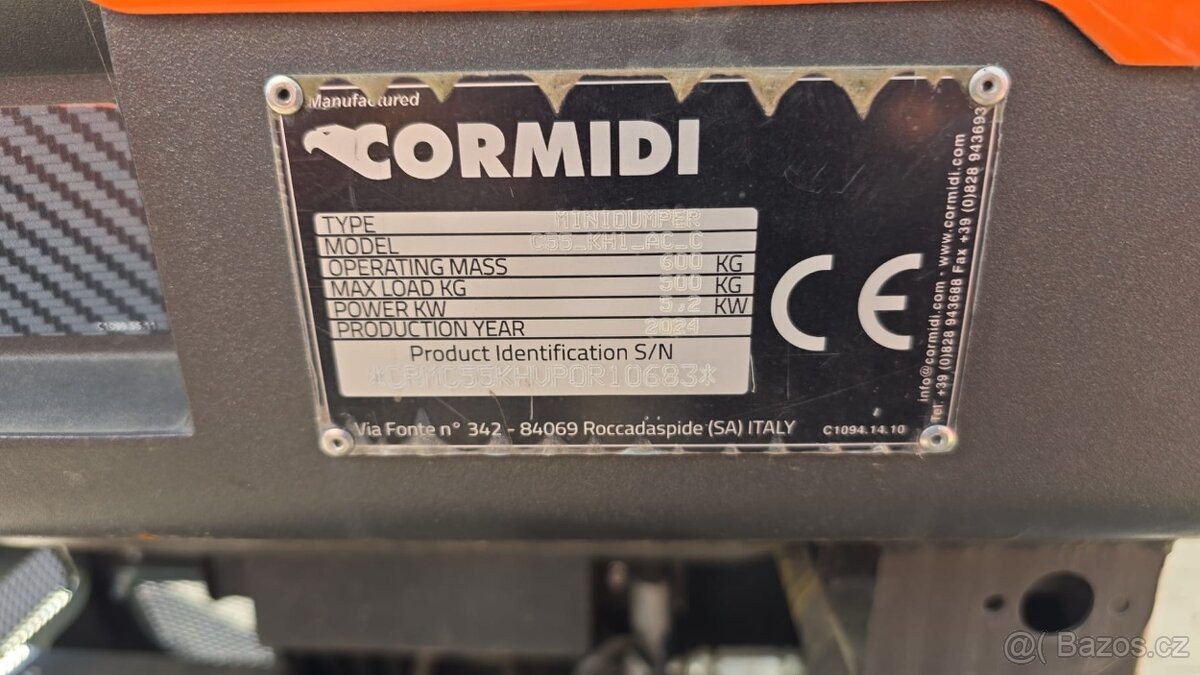 Manufactured
CORMIDI
TYPE MINIDUMPER
MODEL C55_KH1_AC_C
OPERATING MASS 600 KG
MAX LOAD KG 500 KG
POWER KW 5,2 KW
PRODUCTION YEAR 2024
Product Identification S/N
*CRMC55KHVP0R10683*
Via Fonte n° 342 - 84069 Roccadaspide (SA) ITALY
C1094.14.10
CE
info@cormidi.com - www.cormidi.com
Tel. +39 (0)828 943688 Fax +39 (0)828 943693
@( Bazos.cz